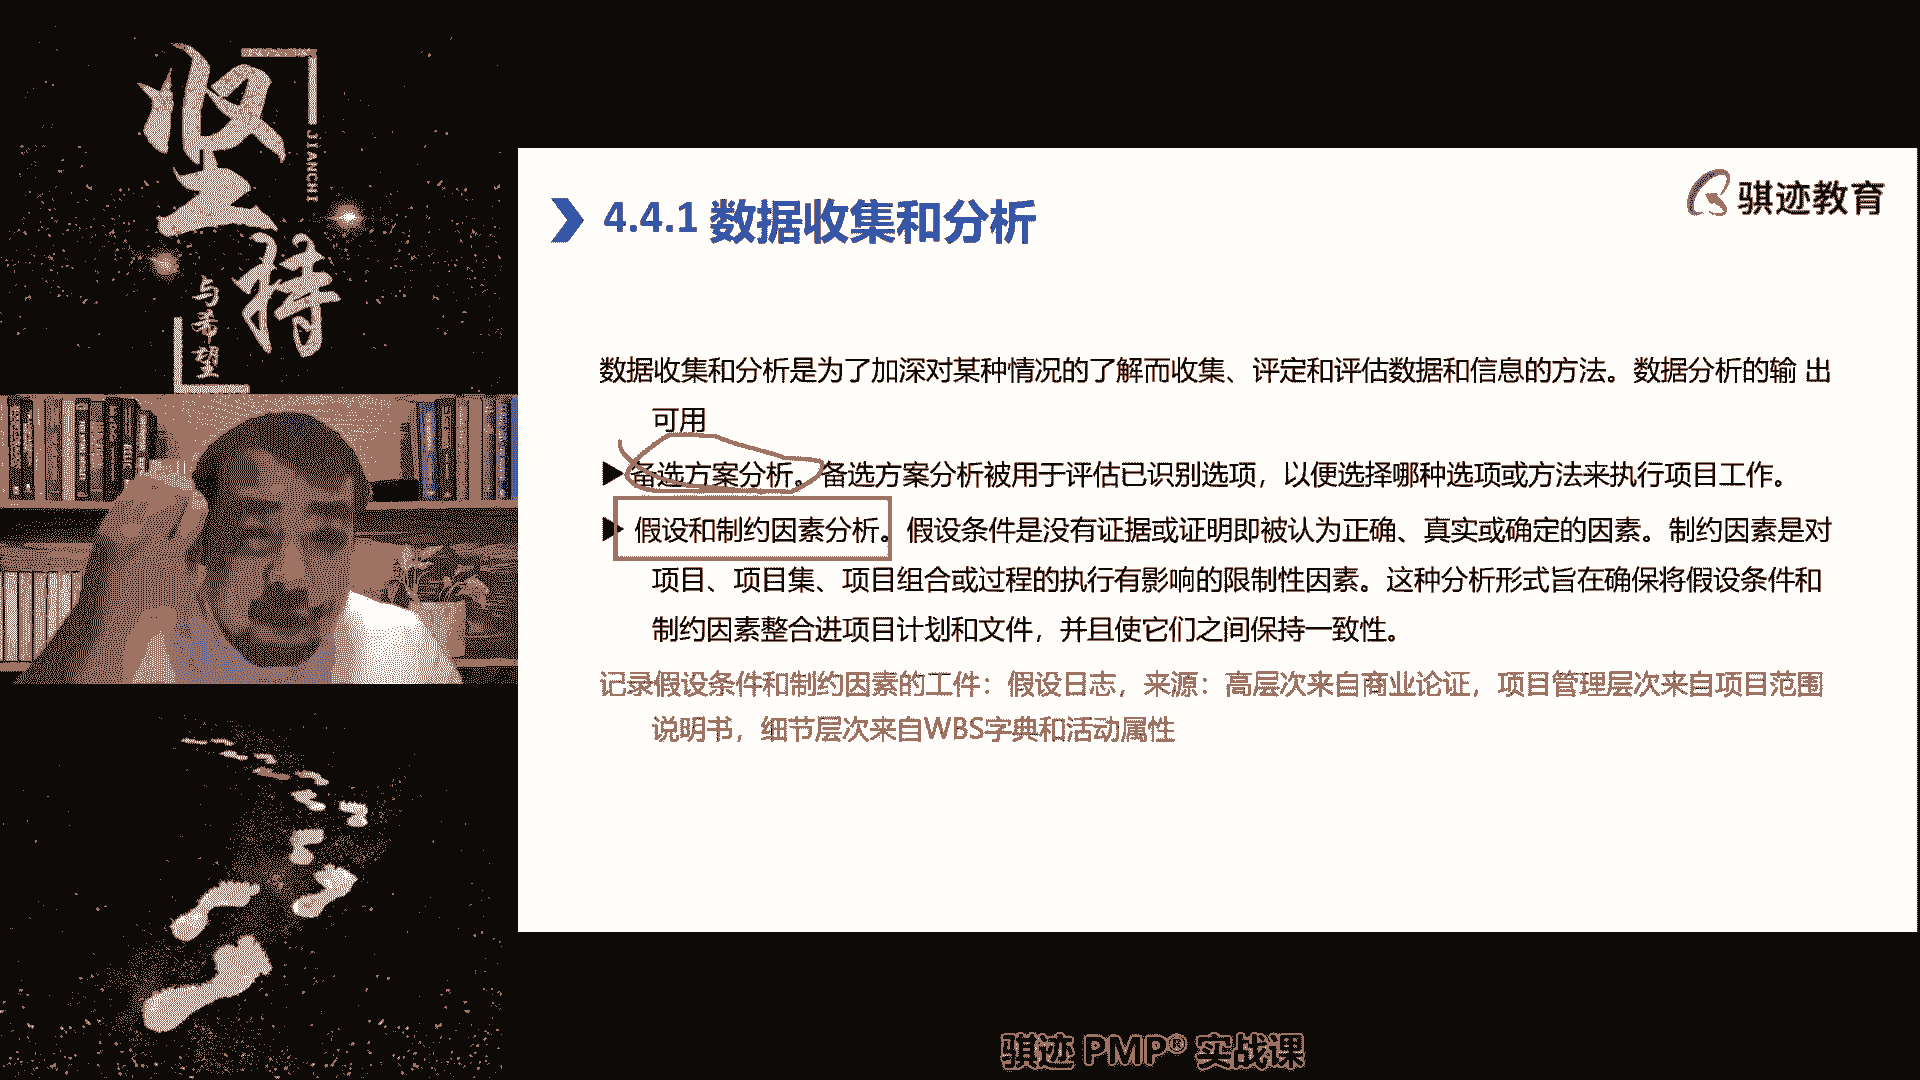 坚持
JIANCHI
与希望
骐迹教育
4.4.1 数据收集和分析
数据收集和分析是为了加深对某种情况的了解而收集、评定和评估数据和信息的方法。数据分析的输 出
可用
备选方案分析。备选方案分析被用于评估已识别选项，以便选择哪种选项或方法来执行项目工作。
假设和制约因素分析。假设条件是没有证据或证明即被认为正确、真实或确定的因素。制约因素是对
项目、项目集、项目组合或过程的执行有影响的限制性因素。这种分析形式旨在确保将假设条件和
制约因素整合进项目计划和文件，并且使它们之间保持一致性。
记录假设条件和制约因素的工件：假设日志，来源：高层次来自商业论证，项目管理层次来自项目范围
说明书，细节层次来自WBS字典和活动属性
骐迹 PMP® 实战课